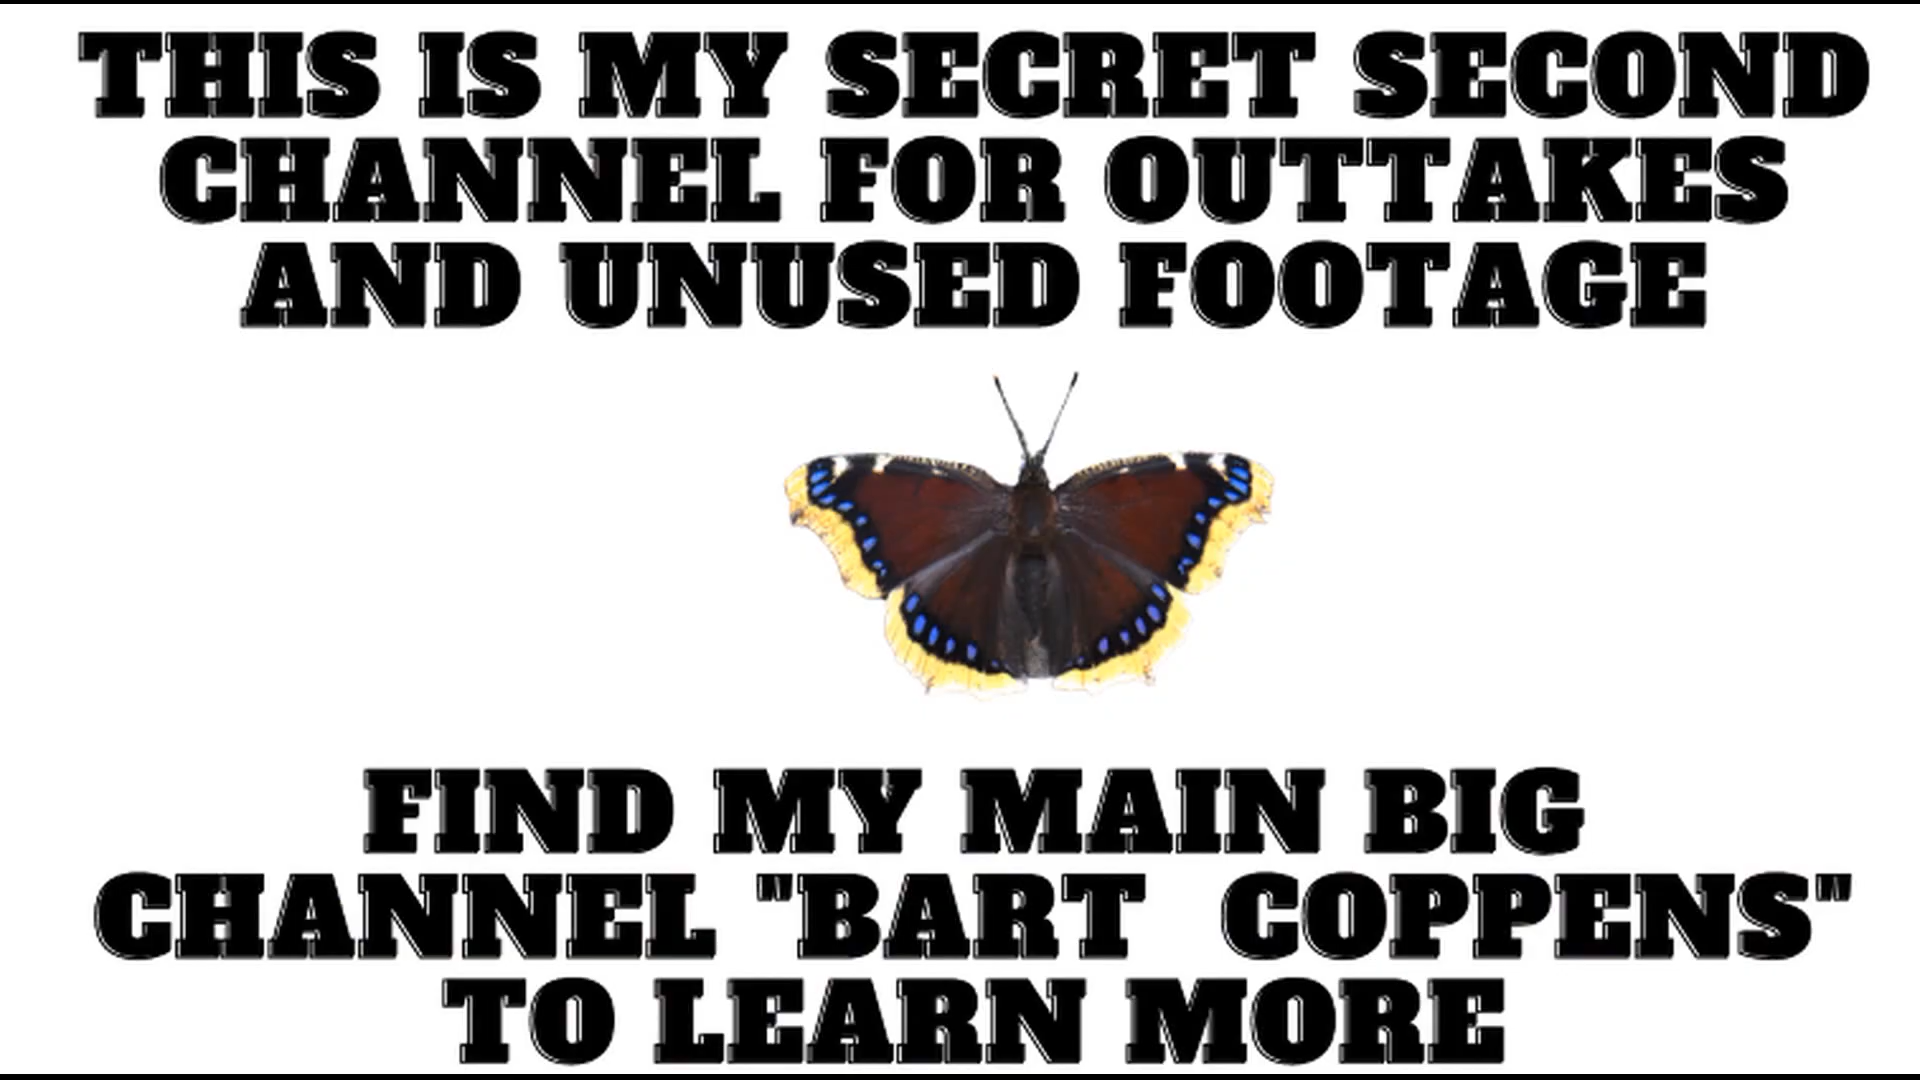 THIS IS MY SECRET SECOND
CHANNEL FOR OUTTAKES
AND UNUSED FOOTAGE
FIND MY MAIN BIG
CHANNEL "BART  COPPENS"
TO LEARN MORE